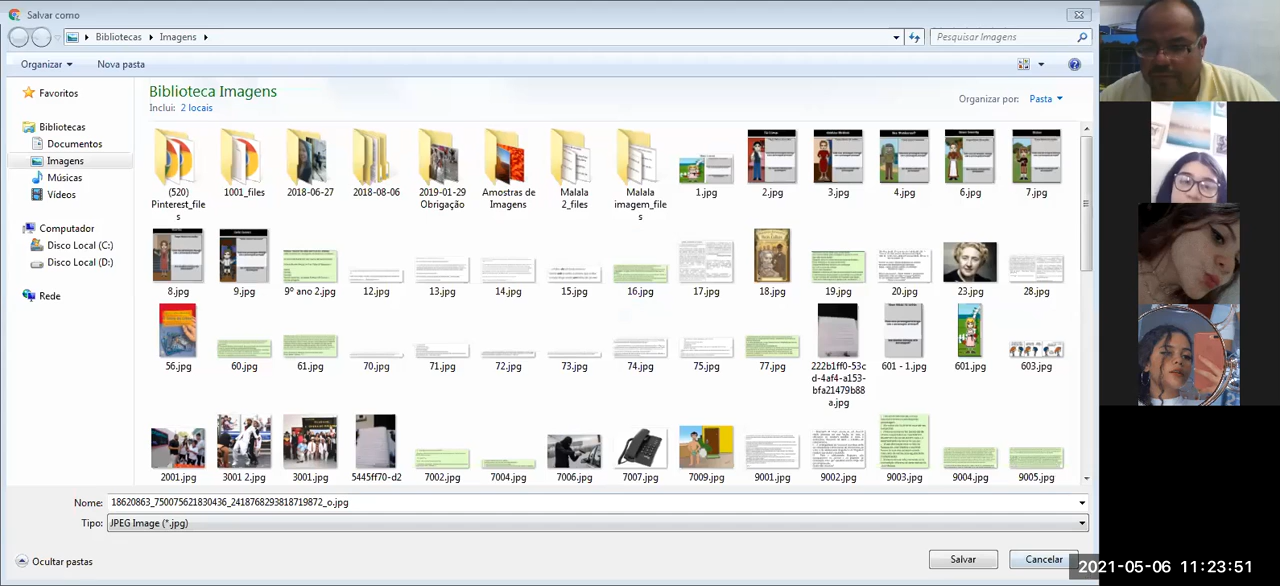 Salvar como
Bibliotecas Imagens
Pesquisar Imagens
Organizar Nova pasta
Favoritos
Bibliotecas
Documentos
Imagens
Músicas
Vídeos
Computador
Disco Local (C:)
Disco Local (D:)
Rede
Biblioteca Imagens
Inclui: 2 locais
Organizar por: Pasta
(520) Pinterest_files
1001_files
2018-06-27
2018-08-06
2019-01-29 Obrigação
Amostras de Imagens
Malala 2_files
Malala imagem_files
1.jpg
2.jpg
3.jpg
4.jpg
6.jpg
7.jpg
8.jpg
9.jpg
9º ano 2.jpg
12.jpg
13.jpg
14.jpg
15.jpg
16.jpg
17.jpg
18.jpg
19.jpg
20.jpg
23.jpg
28.jpg
56.jpg
60.jpg
61.jpg
70.jpg
71.jpg
72.jpg
73.jpg
74.jpg
75.jpg
77.jpg
222b1ff0-53cd-4af4-a153-bfa21479b88a.jpg
601 - 1.jpg
601.jpg
603.jpg
2001.jpg
3001 2.jpg
3001.jpg
5445ff70-d2
7002.jpg
7004.jpg
7006.jpg
7007.jpg
7009.jpg
9001.jpg
9002.jpg
9003.jpg
9004.jpg
9005.jpg
Nome: 18620863_750075621830436_2418768293818719872_o.jpg
Tipo: JPEG Image (*.jpg)
Ocultar pastas
Salvar
Cancelar
2021-05-06 11:23:51